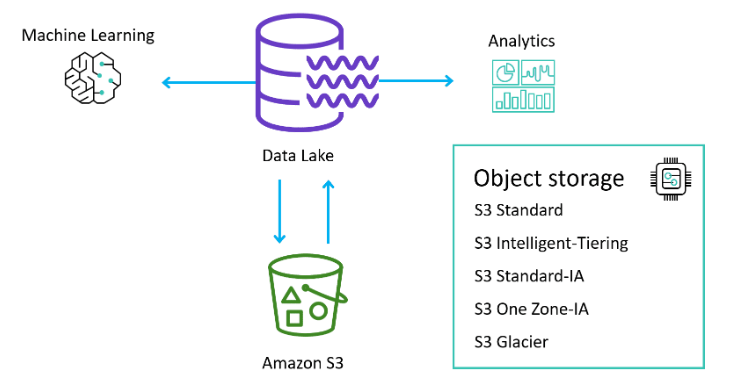 Machine Learning
Analytics
Data Lake
Object storage
S3 Standard
S3 Intelligent-Tiering
S3 Standard-IA
S3 One Zone-IA
S3 Glacier
Amazon S3